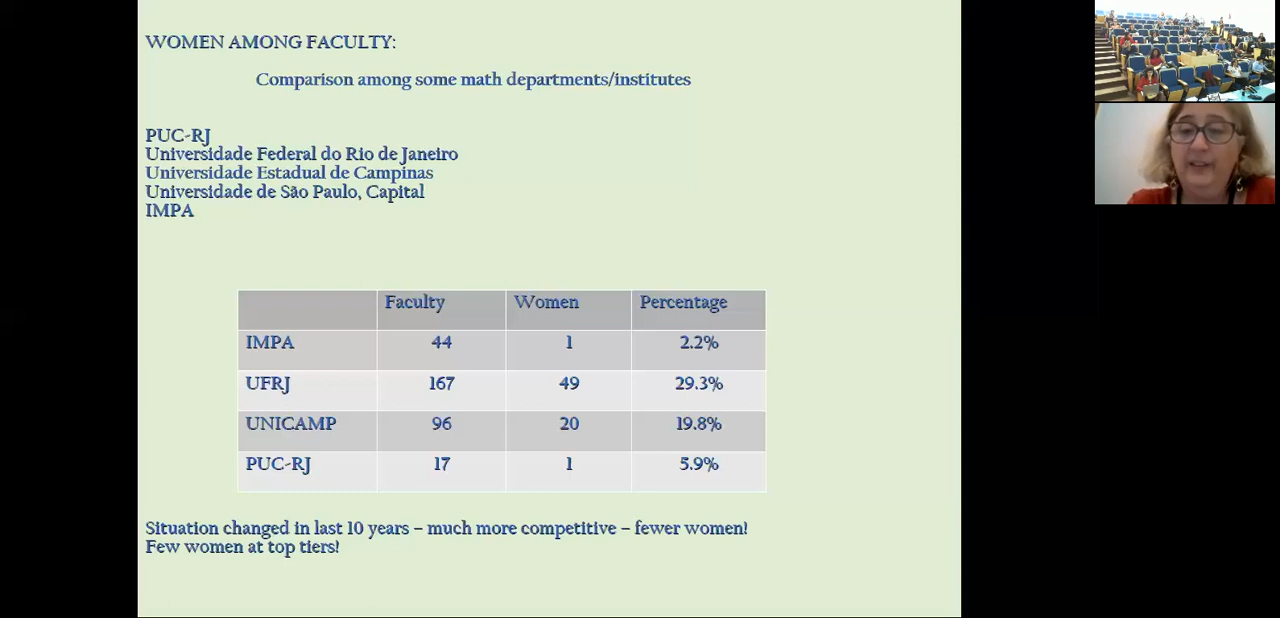 WOMEN AMONG FACULTY:
Comparison among some math departments/institutes
PUC-RJ
Universidade Federal do Rio de Janeiro
Universidade Estadual de Campinas
Universidade de São Paulo, Capital
IMPA
Faculty Women Percentage
IMPA 44 1 2.2%
UFRJ 167 49 29.3%
UNICAMP 96 20 19.8%
PUC-RJ 17 1 5.9%
Situation changed in last 10 years – much more competitive – fewer women!
Few women at top tiers!